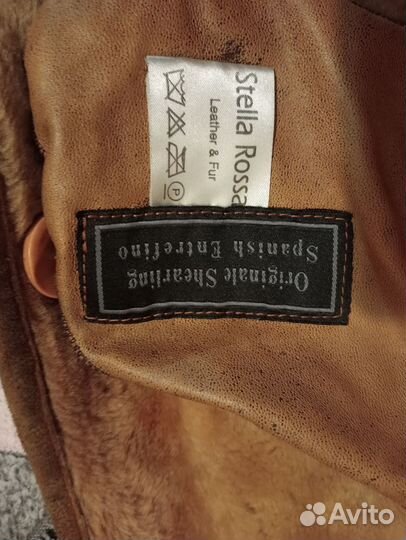 Stella Rossa
Leather & Fur
P
Originale Shearling
Spanish Entrefino
Avito